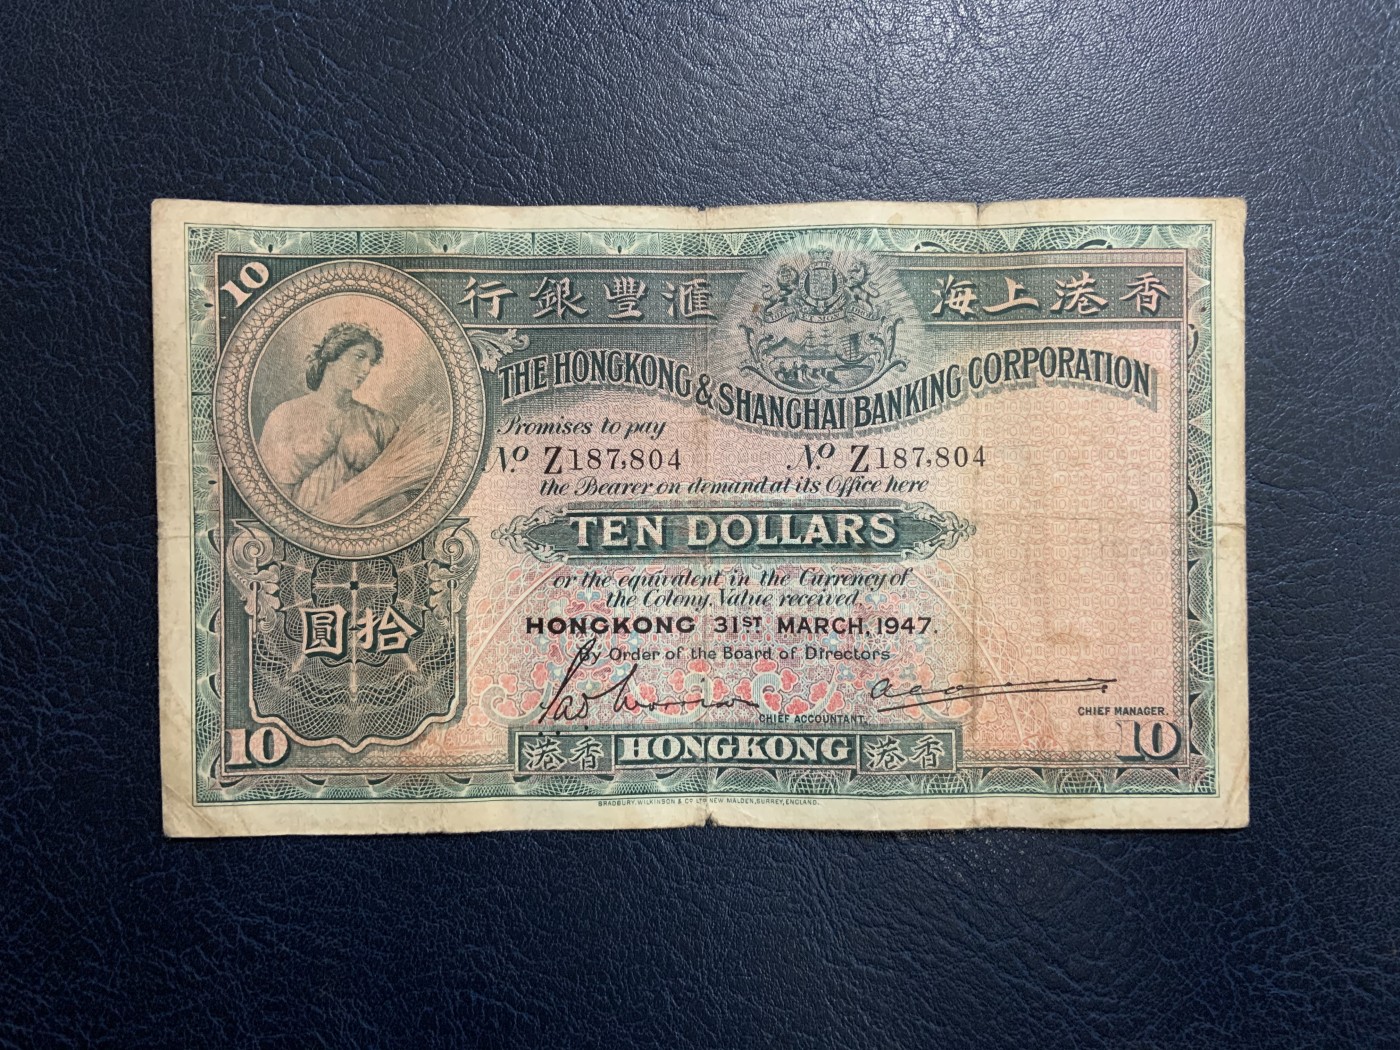 10
香港上海滙豐銀行
THE HONGKONG & SHANGHAI BANKING CORPORATION
Promises to pay
No. Z187,804 No. Z187,804
the Bearer on demand at its Office here
TEN DOLLARS
or the equivalent in the Currency of
the Colony. Value received
HONGKONG 31ST MARCH, 1947.
By Order of the Board of Directors
拾圓
CHIEF ACCOUNTANT.
CHIEF MANAGER.
10 香港 HONGKONG 香港 10
BRADBURY, WILKINSON & CO LTD NEW MALDEN, SURREY, ENGLAND.